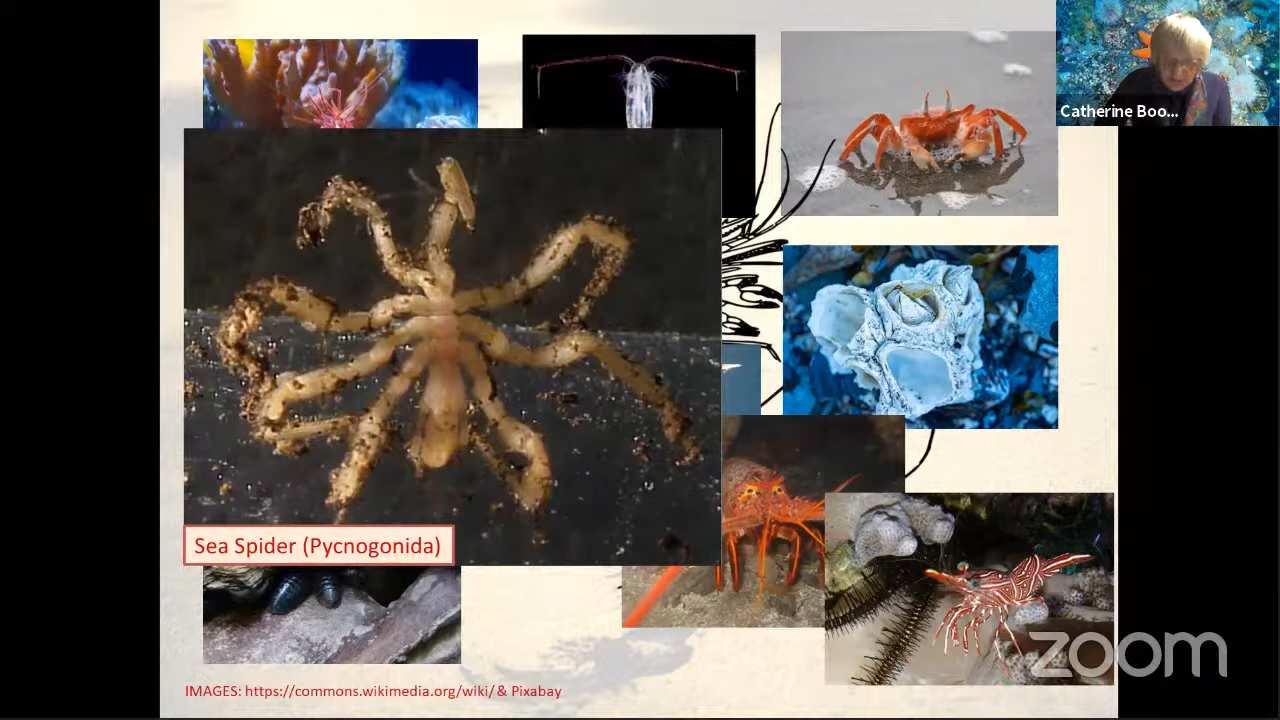 Catherine Boo...
Sea Spider (Pycnogonida)
zoom
IMAGES: https://commons.wikimedia.org/wiki/ & Pixabay